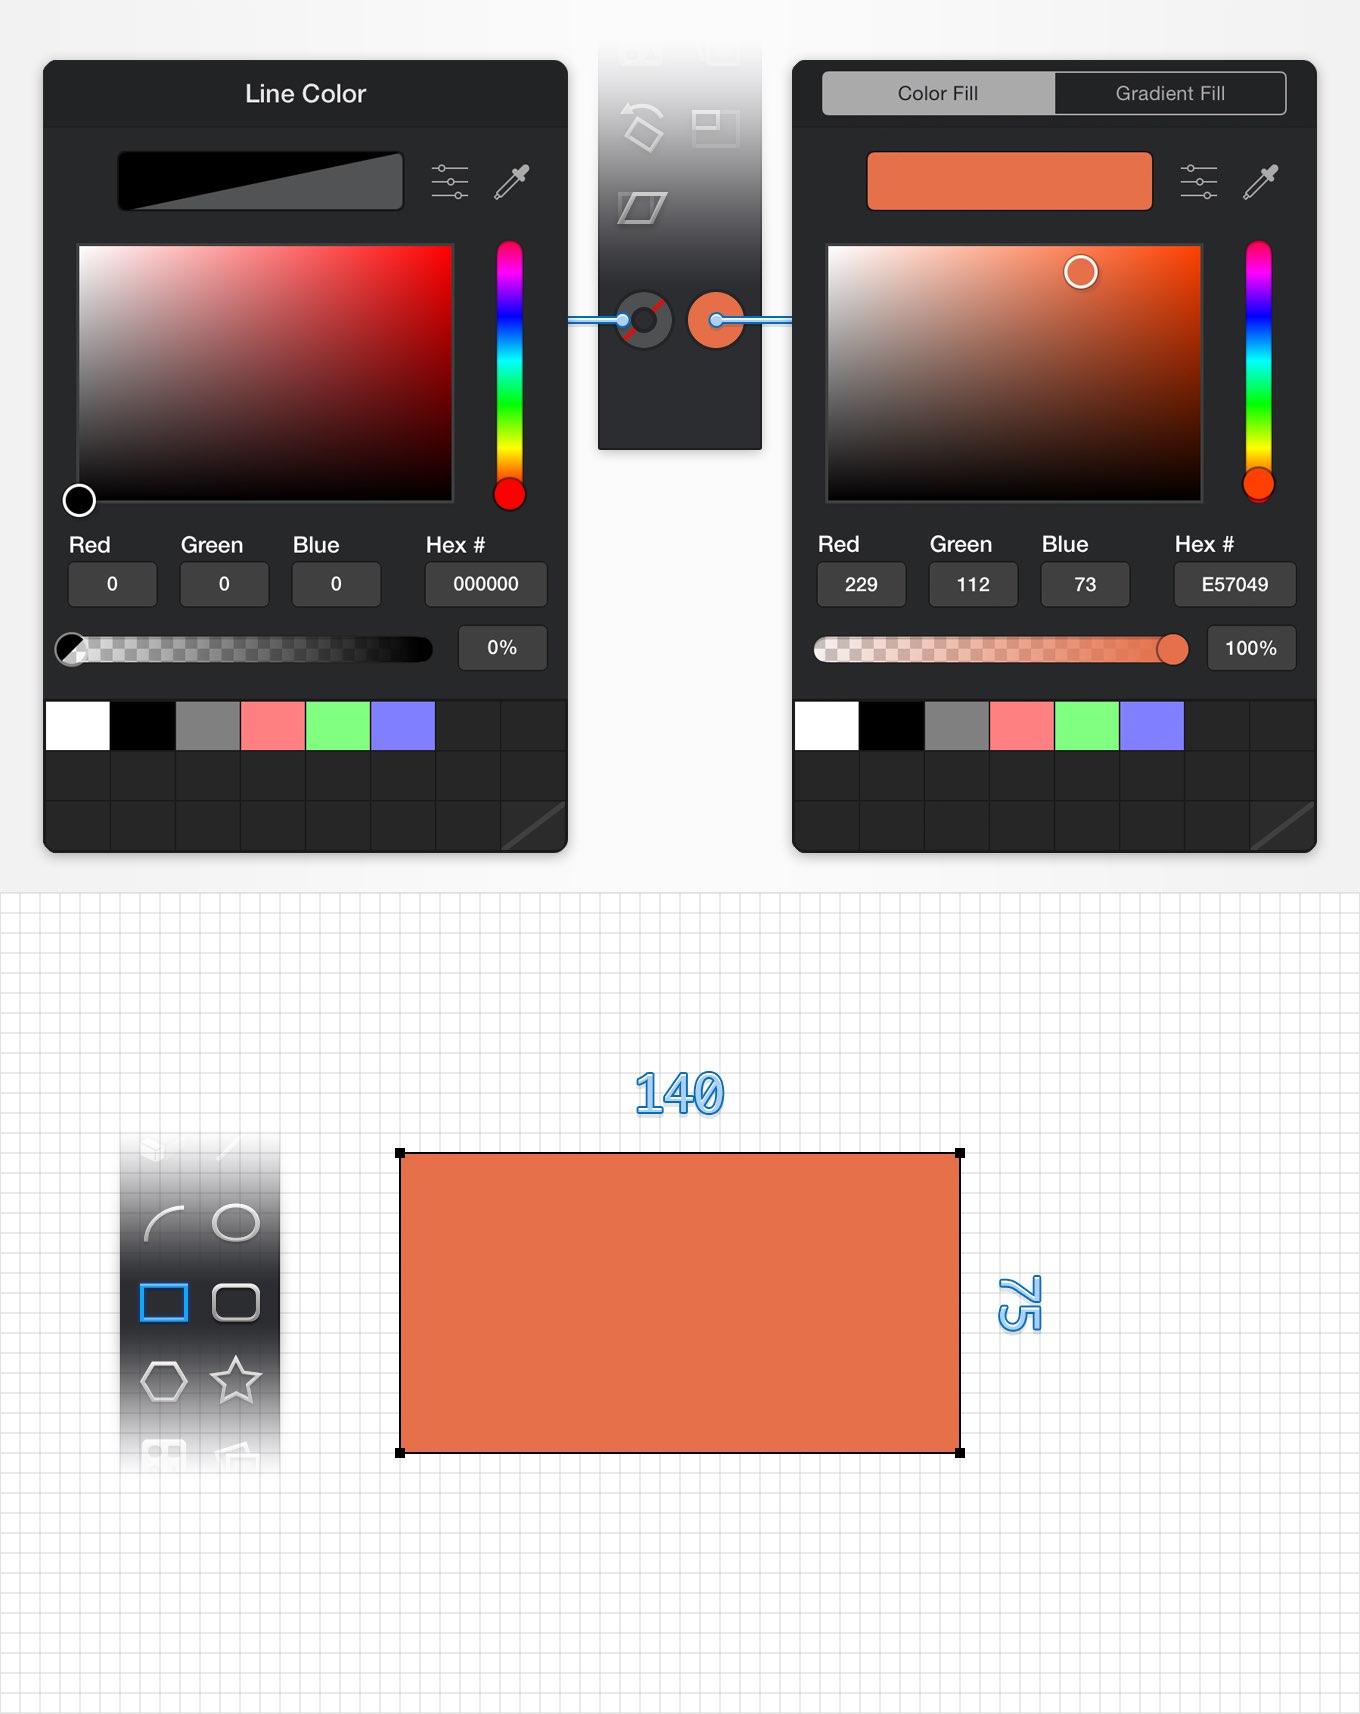 Line Color
Red Green Blue Hex #
0 0 0 000000
0%
Color Fill Gradient Fill
Red Green Blue Hex #
229 112 73 E57049
100%
140
75